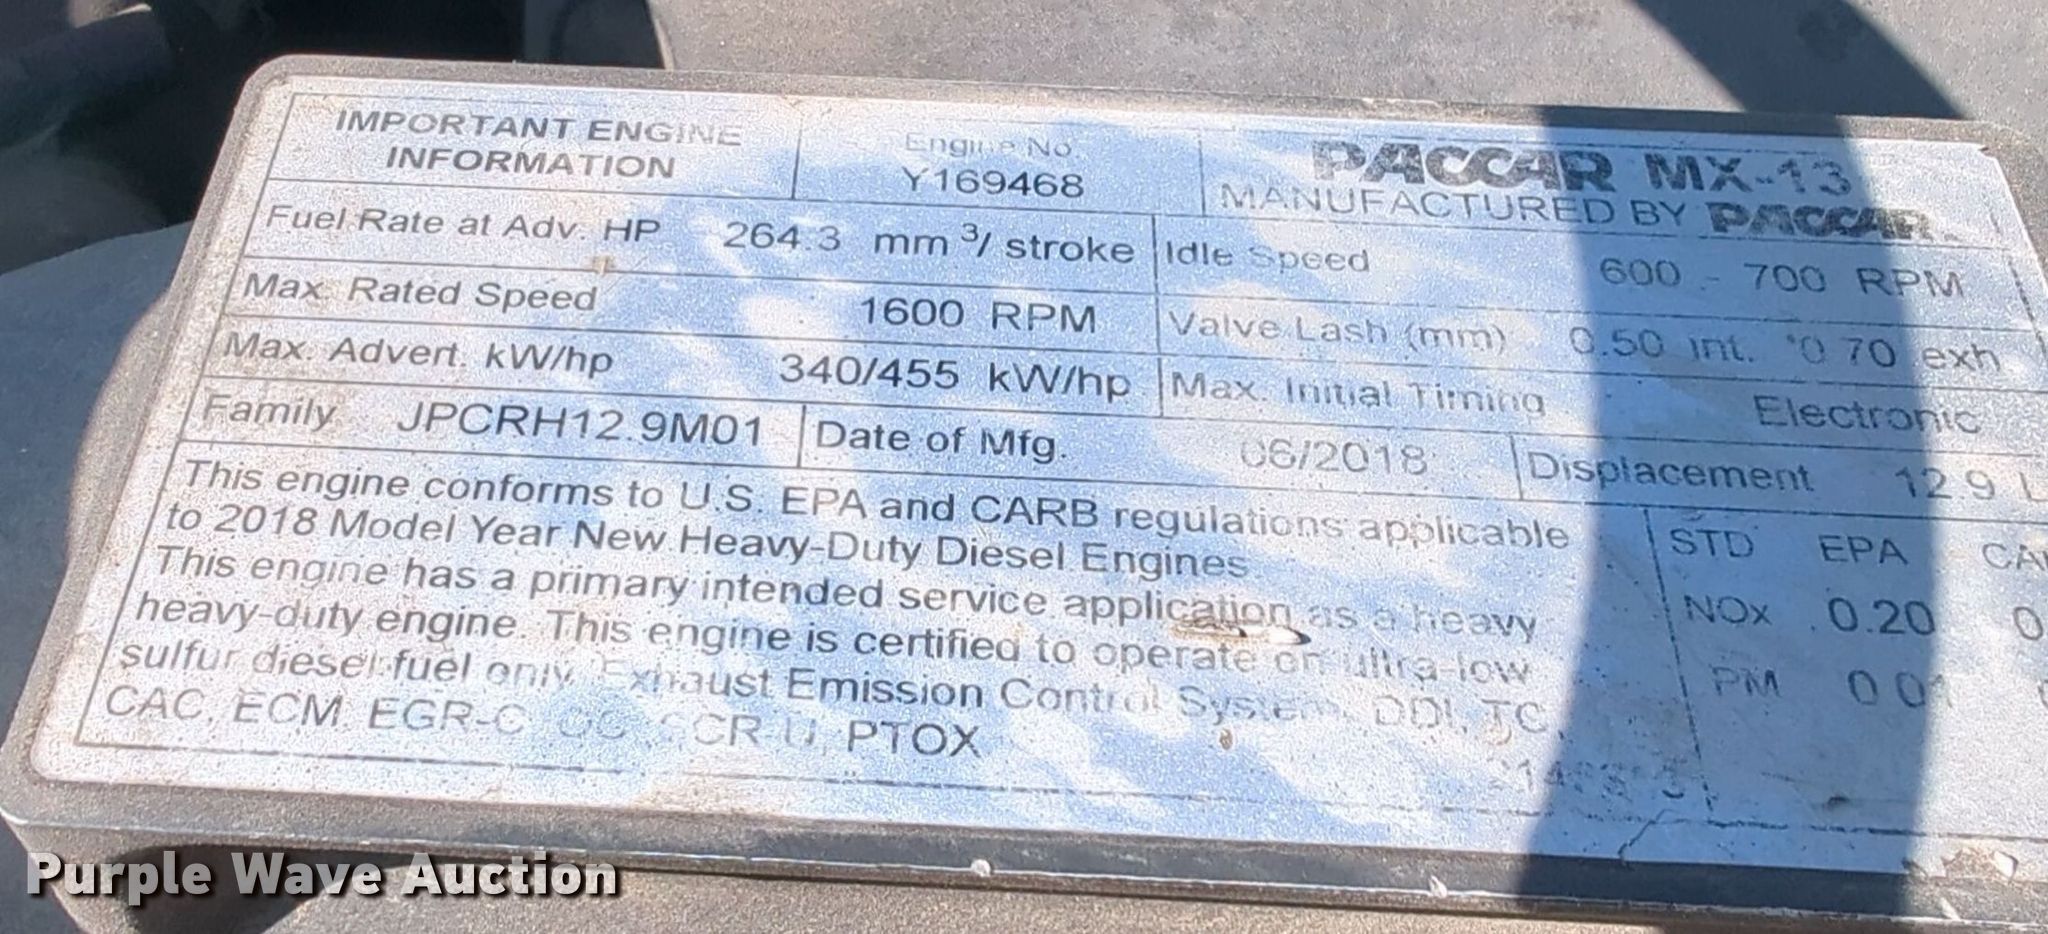 IMPORTANT ENGINE
INFORMATION
Engine No.
Y169468
PACCAR MX-13
MANUFACTURED BY PACCAR
Fuel Rate at Adv. HP 264.3 mm³/ stroke
Idle Speed 600 - 700 RPM
Max. Rated Speed 1600 RPM
Valve Lash (mm) 0.50 int. 0.70 exh
Max. Advert. kW/hp 340/455 kW/hp
Max. Initial Timing Electronic
Family JPCRH12.9M01
Date of Mfg. 06/2018
Displacement 12.9 L
This engine conforms to U.S. EPA and CARB regulations applicable
to 2018 Model Year New Heavy-Duty Diesel Engines.
This engine has a primary intended service application as a heavy
heavy-duty engine. This engine is certified to operate on ultra-low
sulfur diesel fuel only. Exhaust Emission Control System, DDI, TC,
CAC, ECM, EGR-C, OC, SCR-U, PTOX
STD EPA
NOx 0.20
PM 0.01
Purple Wave Auction